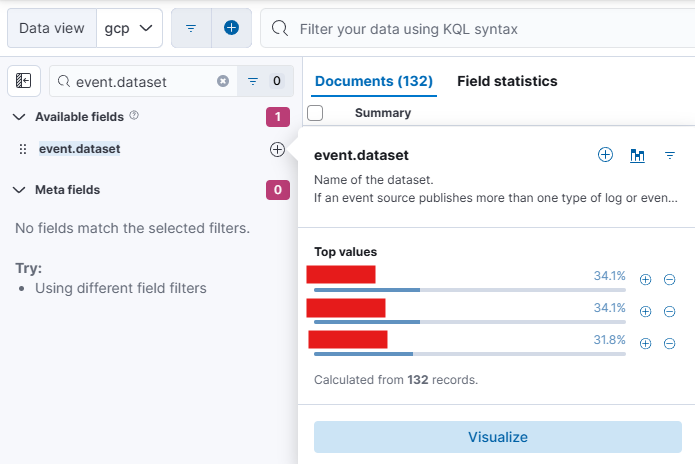 Data view gcp Filter your data using KQL syntax
event.dataset 0 Documents (132) Field statistics
Available fields 1 Summary
event.dataset
event.dataset
Name of the dataset.
Meta fields 0
If an event source publishes more than one type of log or even...
No fields match the selected filters.
Top values
Try:
34.1%
Using different field filters
34.1%
31.8%
Calculated from 132 records.
Visualize